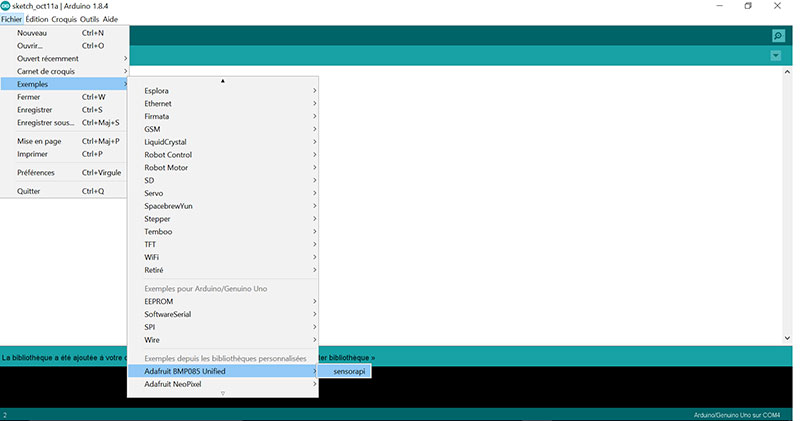 sketch_oct11a | Arduino 1.8.4
Fichier Édition Croquis Outils Aide
Nouveau Ctrl+N
Ouvrir... Ctrl+O
Ouvert récemment
Carnet de croquis
Exemples
Fermer Ctrl+W
Enregistrer Ctrl+S
Enregistrer sous... Ctrl+Maj+S
Mise en page Ctrl+Maj+P
Imprimer Ctrl+P
Préférences Ctrl+Virgule
Quitter Ctrl+Q
Esplora
Ethernet
Firmata
GSM
LiquidCrystal
Robot Control
Robot Motor
SD
Servo
SpacebrewYun
Stepper
Temboo
TFT
WiFi
Retiré
Exemples pour Arduino/Genuino Uno
EEPROM
SoftwareSerial
SPI
Wire
Exemples depuis les bibliothèques personnalisées
Adafruit BMP085 Unified sensorapi
Adafruit NeoPixel
La bibliothèque a été ajoutée à votre ter bibliothèque »
2 Arduino/Genuino Uno sur COM4